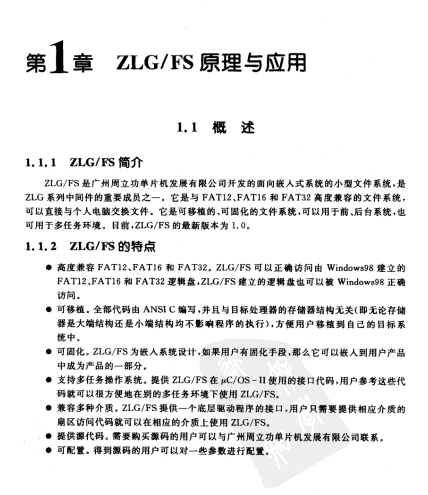 第1章 ZLG/FS 原理与应用
1.1 概 述
1.1.1 ZLG/FS 简介
ZLG/FS 是广州周立功单片机发展有限公司开发的面向嵌入式系统的小型文件系统,是
ZLG 系列中间件的重要成员之一。它是与 FAT12、FAT16 和 FAT32 高度兼容的文件系统,
可以直接与个人电脑交换文件。它是可移植的、可固化的文件系统,可以用于前、后台系统,也
可用于多任务环境。目前,ZLG/FS 的最新版本为 1.0。
1.1.2 ZLG/FS 的特点
● 高度兼容 FAT12、FAT16 和 FAT32。ZLG/FS 可以正确访问由 Windows98 建立的
FAT12、FAT16 和 FAT32 逻辑盘,ZLG/FS 建立的逻辑盘也可以被 Windows98 正确
访问。
● 可移植。全部代码由 ANSI C 编写,并且与目标处理器的存储器结构无关(即无论存储
器是大端结构还是小端结构均不影响程序的执行),方便用户移植到自己的目标系
统中。
● 可固化。ZLG/FS 为嵌入系统设计,如果用户有固化手段,那么它可以嵌入到用户产品
中成为产品的一部分。
● 支持多任务操作系统。提供 ZLG/FS 在 μC/OS-II 使用的接口代码,用户参考这些代
码就可以很方便地在别的多任务环境下使用 ZLG/FS。
● 兼容多种介质。ZLG/FS 提供一个底层驱动程序的接口,用户只需要提供相应介质的
扇区访问代码就可以在相应的介质上使用 ZLG/FS。
● 提供源代码。需要购买源码的用户可以与广州周立功单片机发展有限公司联系。
● 可配置。得到源码的用户可以对一些参数进行配置。